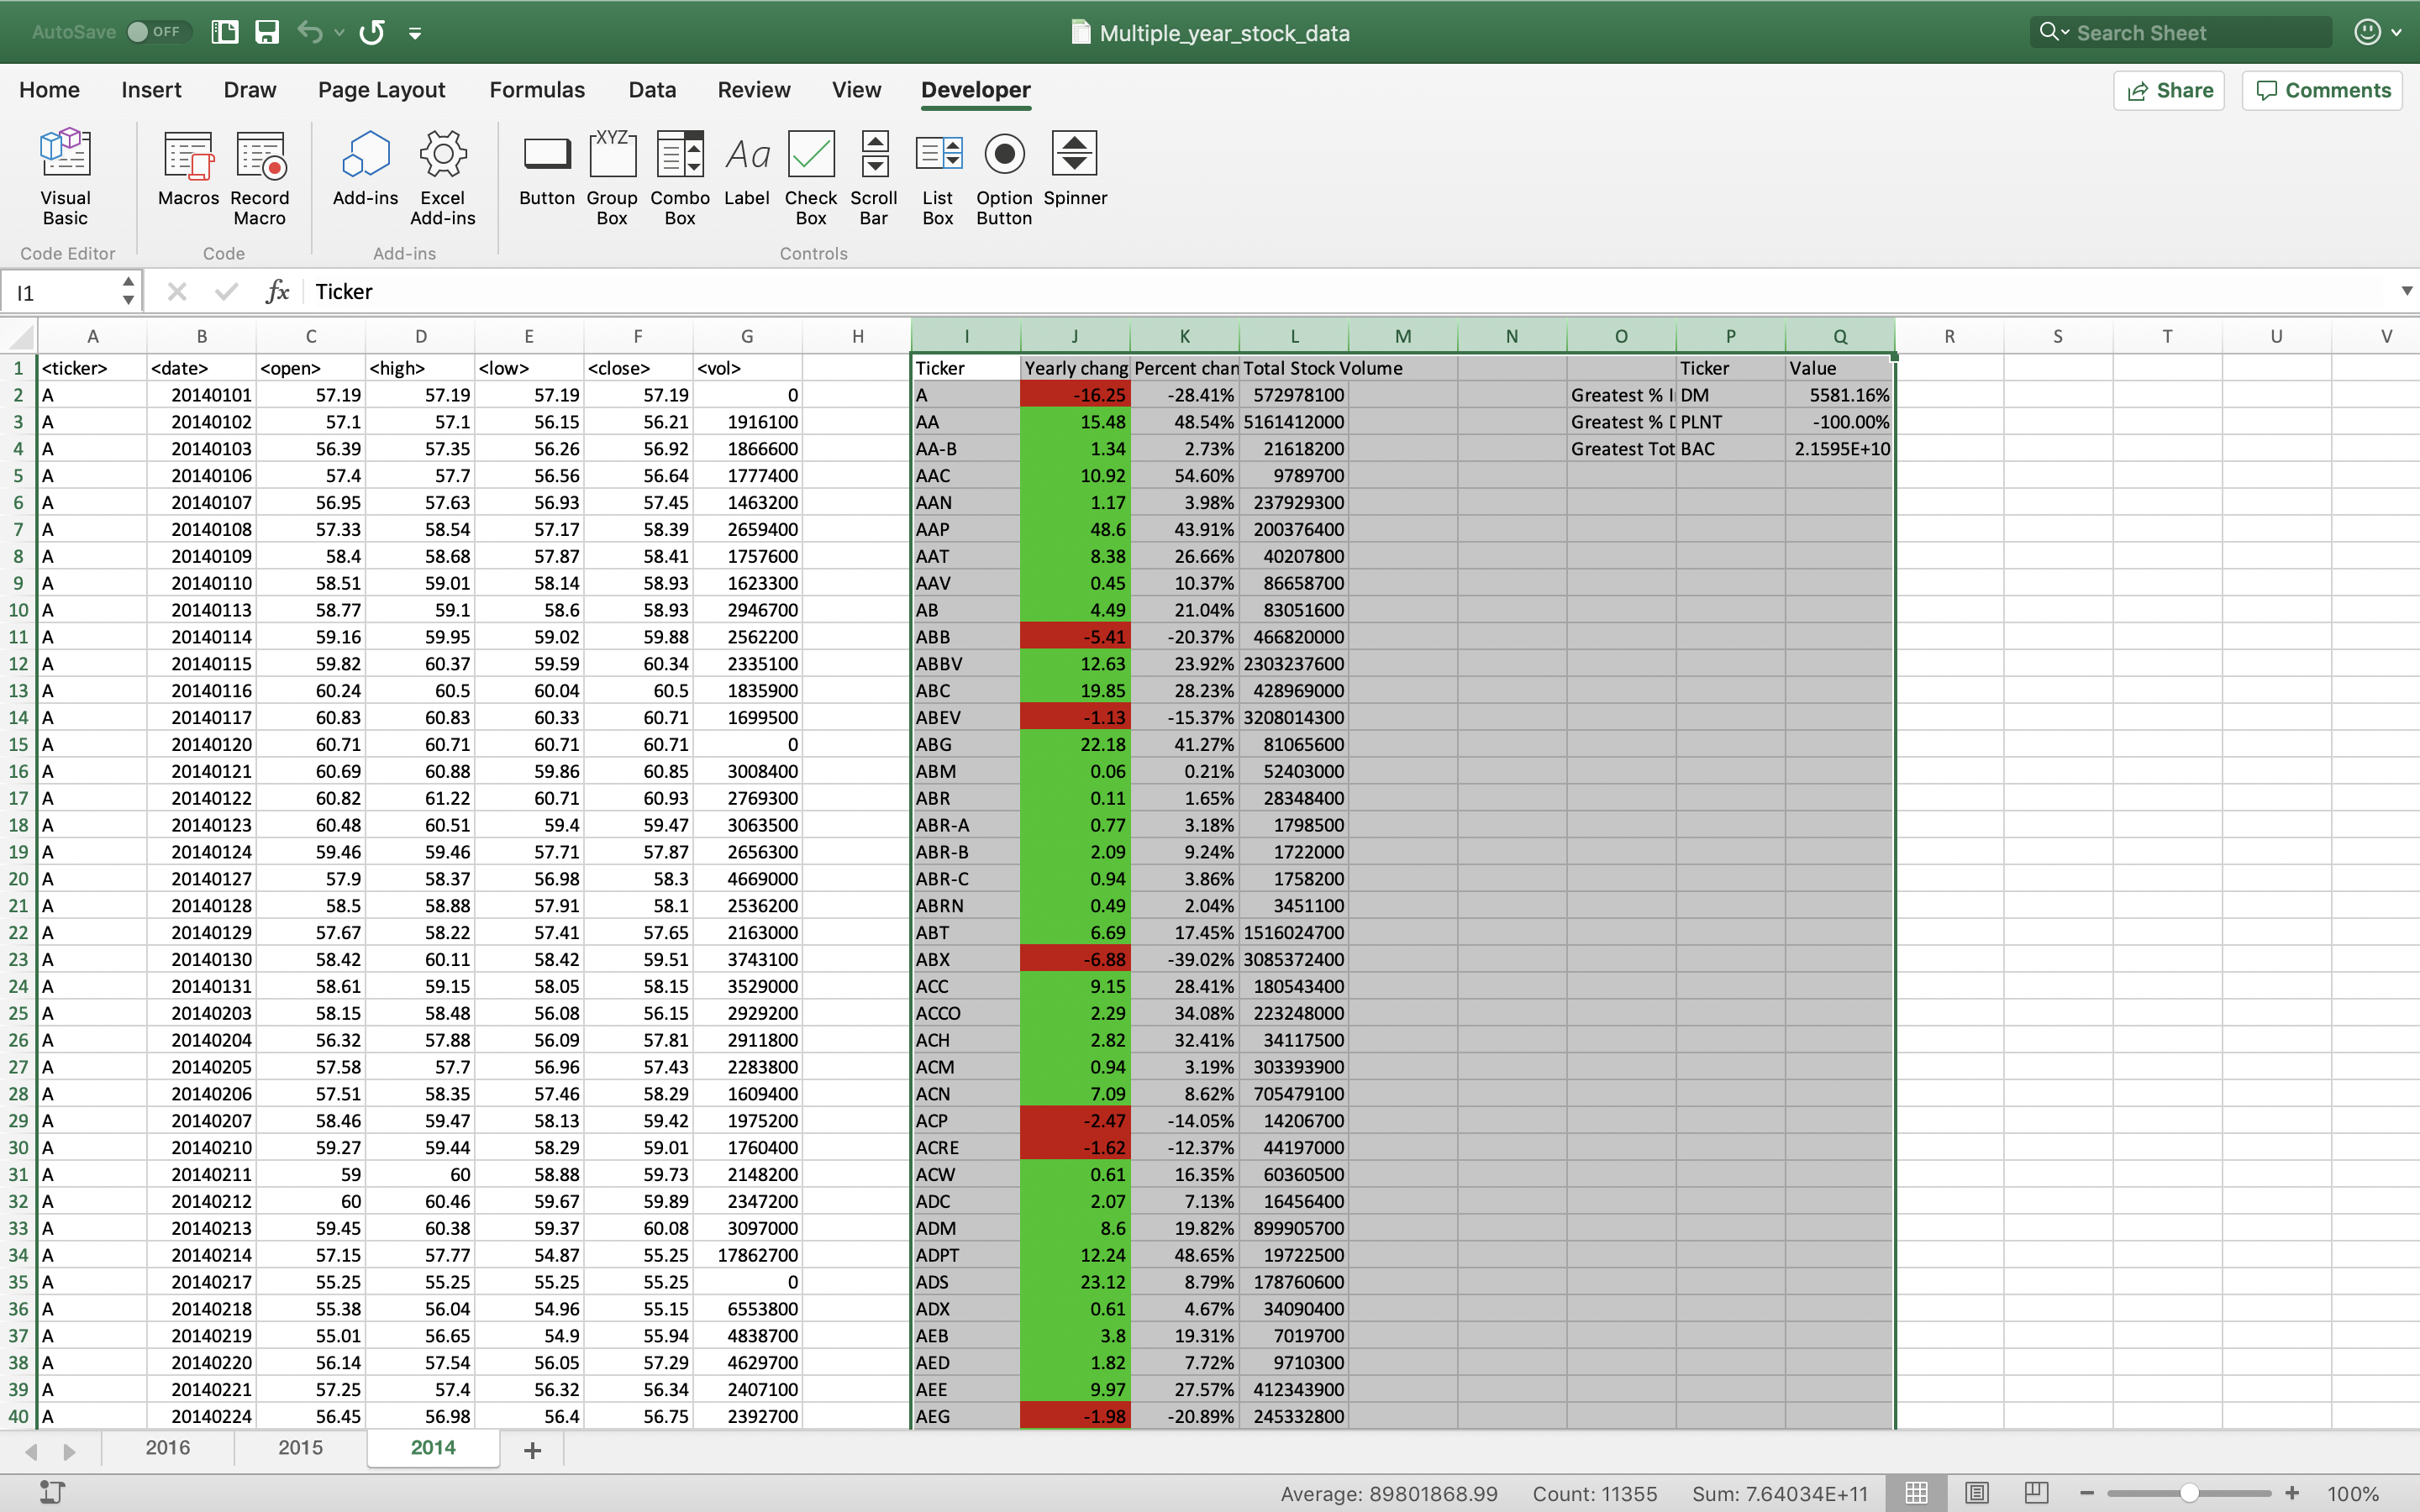 AutoSave OFF Multiple_year_stock_data Search Sheet
Home Insert Draw Page Layout Formulas Data Review View Developer Share Comments
XYZ Aa
Visual Basic Macros Record Macro Add-ins Excel Add-ins Button Group Box Combo Box Label Check Box Scroll Bar List Box Option Button Spinner
Code Editor Code Add-ins Controls
I1 fx Ticker
A B C D E F G H I J K L M N O P Q R S T U V
1 <ticker> <date> <open> <high> <low> <close> <vol> Ticker Yearly chang Percent chan Total Stock Volume Ticker Value
2 A 20140101 57.19 57.19 57.19 57.19 0 A -16.25 -28.41% 572978100 Greatest % I DM 5581.16%
3 A 20140102 57.1 57.1 56.15 56.21 1916100 AA 15.48 48.54% 5161412000 Greatest % D PLNT -100.00%
4 A 20140103 56.39 57.35 56.26 56.92 1866600 AA-B 1.34 2.73% 21618200 Greatest Tot BAC 2.1595E+10
5 A 20140106 57.4 57.7 56.56 56.64 1777400 AAC 10.92 54.60% 9789700
6 A 20140107 56.95 57.63 56.93 57.45 1463200 AAN 1.17 3.98% 237929300
7 A 20140108 57.33 58.54 57.17 58.39 2659400 AAP 48.6 43.91% 200376400
8 A 20140109 58.4 58.68 57.87 58.41 1757600 AAT 8.38 26.66% 40207800
9 A 20140110 58.51 59.01 58.14 58.93 1623300 AAV 0.45 10.37% 86658700
10 A 20140113 58.77 59.1 58.6 58.93 2946700 AB 4.49 21.04% 83051600
11 A 20140114 59.16 59.95 59.02 59.88 2562200 ABB -5.41 -20.37% 466820000
12 A 20140115 59.82 60.37 59.59 60.34 2335100 ABBV 12.63 23.92% 2303237600
13 A 20140116 60.24 60.5 60.04 60.5 1835900 ABC 19.85 28.23% 428969000
14 A 20140117 60.83 60.83 60.33 60.71 1699500 ABEV -1.13 -15.37% 3208014300
15 A 20140120 60.71 60.71 60.71 60.71 0 ABG 22.18 41.27% 81065600
16 A 20140121 60.69 60.88 59.86 60.85 3008400 ABM 0.06 0.21% 52403000
17 A 20140122 60.82 61.22 60.71 60.93 2769300 ABR 0.11 1.65% 28348400
18 A 20140123 60.48 60.51 59.4 59.47 3063500 ABR-A 0.77 3.18% 1798500
19 A 20140124 59.46 59.46 57.71 57.87 2656300 ABR-B 2.09 9.24% 1722000
20 A 20140127 57.9 58.37 56.98 58.3 4669000 ABR-C 0.94 3.86% 1758200
21 A 20140128 58.5 58.88 57.91 58.1 2536200 ABRN 0.49 2.04% 3451100
22 A 20140129 57.67 58.22 57.41 57.65 2163000 ABT 6.69 17.45% 1516024700
23 A 20140130 58.42 60.11 58.42 59.51 3743100 ABX -6.88 -39.02% 3085372400
24 A 20140131 58.61 59.15 58.05 58.15 3529000 ACC 9.15 28.41% 180543400
25 A 20140203 58.15 58.48 56.08 56.15 2929200 ACCO 2.29 34.08% 223248000
26 A 20140204 56.32 57.88 56.09 57.81 2911800 ACH 2.82 32.41% 34117500
27 A 20140205 57.58 57.7 56.96 57.43 2283800 ACM 0.94 3.19% 303393900
28 A 20140206 57.51 58.35 57.46 58.29 1609400 ACN 7.09 8.62% 705479100
29 A 20140207 58.46 59.47 58.13 59.42 1975200 ACP -2.47 -14.05% 14206700
30 A 20140210 59.27 59.44 58.29 59.01 1760400 ACRE -1.62 -12.37% 44197000
31 A 20140211 59 60 58.88 59.73 2148200 ACW 0.61 16.35% 60360500
32 A 20140212 60 60.46 59.67 59.89 2347200 ADC 2.07 7.13% 16456400
33 A 20140213 59.45 60.38 59.37 60.08 3097000 ADM 8.6 19.82% 899905700
34 A 20140214 57.15 57.77 54.87 55.25 17862700 ADPT 12.24 48.65% 19722500
35 A 20140217 55.25 55.25 55.25 55.25 0 ADS 23.12 8.79% 178760600
36 A 20140218 55.38 56.04 54.96 55.15 6553800 ADX 0.61 4.67% 34090400
37 A 20140219 55.01 56.65 54.9 55.94 4838700 AEB 3.8 19.31% 7019700
38 A 20140220 56.14 57.54 56.05 57.29 4629700 AED 1.82 7.72% 9710300
39 A 20140221 57.25 57.4 56.32 56.34 2407100 AEE 9.97 27.57% 412343900
40 A 20140224 56.45 56.98 56.4 56.75 2392700 AEG -1.98 -20.89% 245332800
2016 2015 2014 +
Average: 89801868.99 Count: 11355 Sum: 7.64034E+11 100%